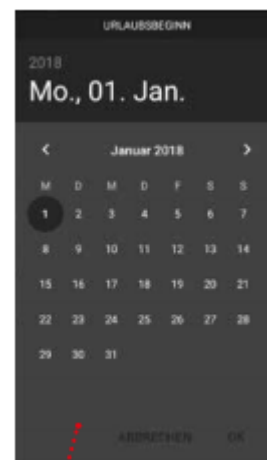 URLAUBSBEGINN
2018
Mo., 01. Jan.
< Januar 2018 >
M D M D F S S
1 2 3 4 5 6 7
8 9 10 11 12 13 14
15 16 17 18 19 20 21
22 23 24 25 26 27 28
29 30 31
ABBRECHEN OK